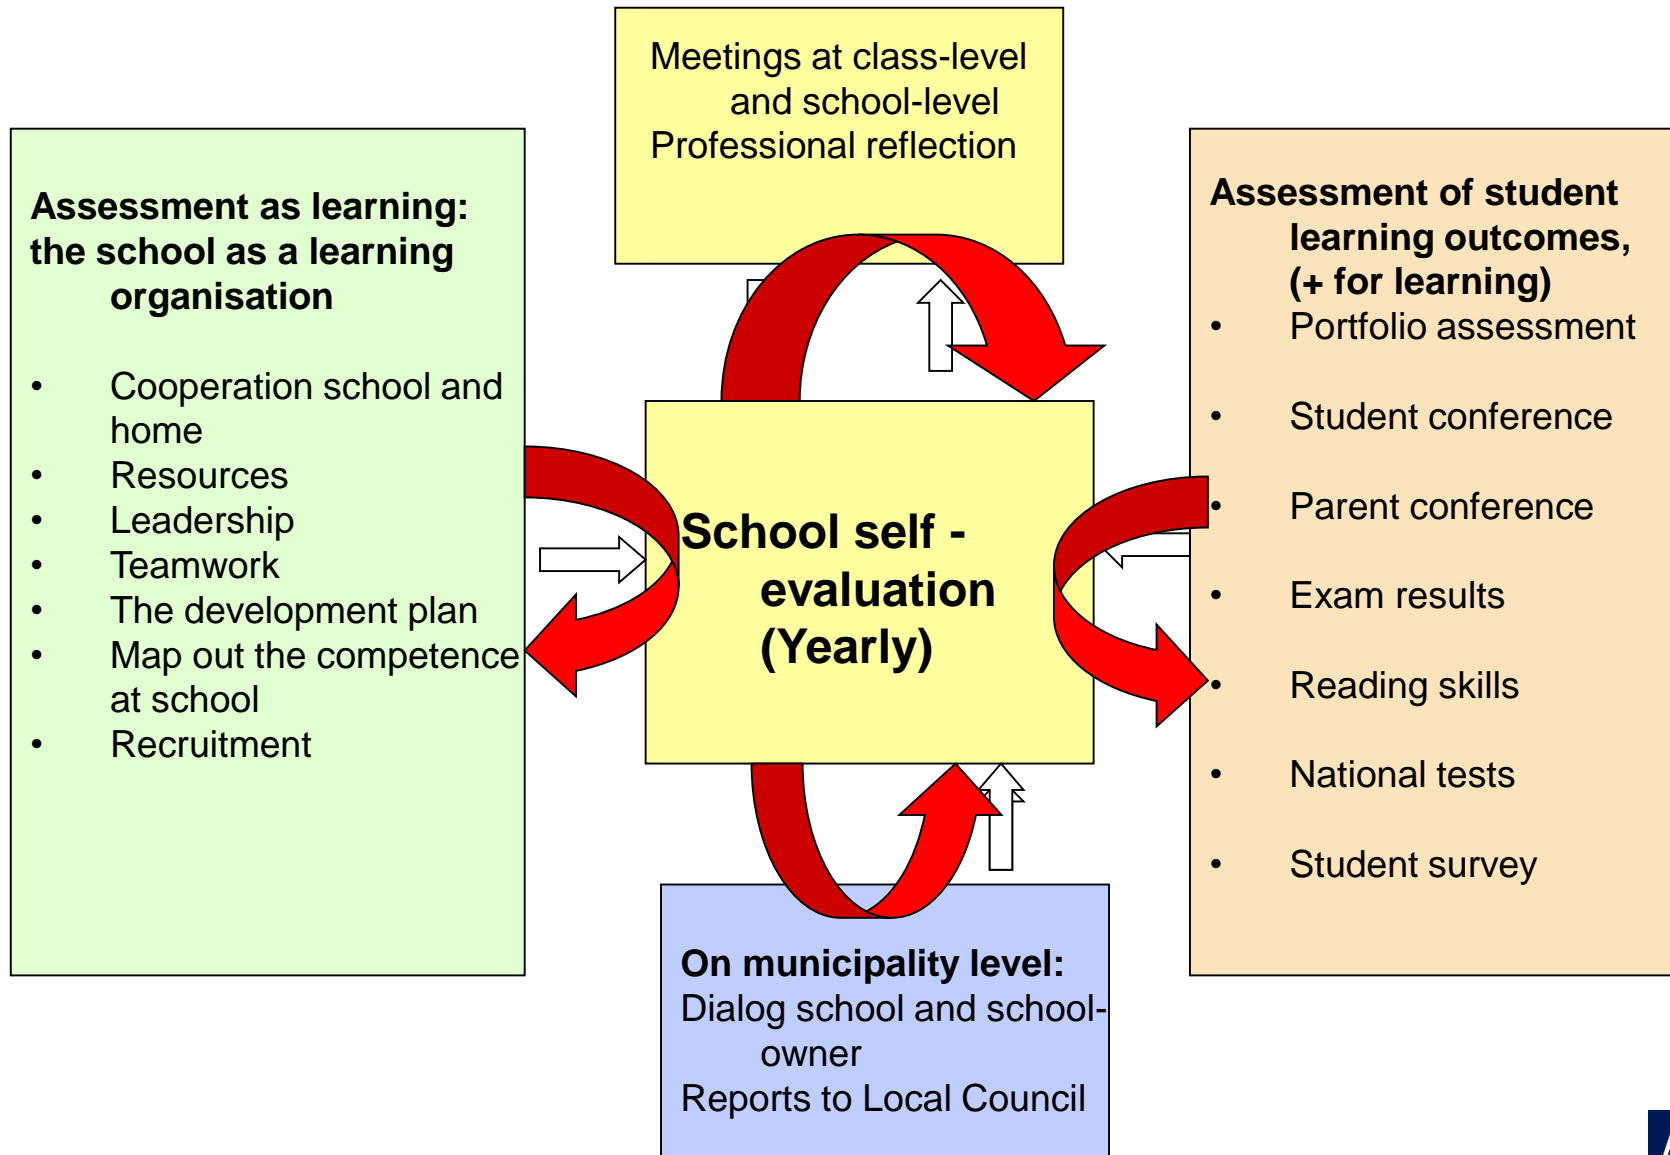 Meetings at class-level
and school-level
Professional reflection
Assessment as learning:
the school as a learning
organisation
• Cooperation school and
home
• Resources
• Leadership
• Teamwork
• The development plan
• Map out the competence
at school
• Recruitment
School self -
evaluation
(Yearly)
Assessment of student
learning outcomes,
(+ for learning)
• Portfolio assessment
• Student conference
• Parent conference
• Exam results
• Reading skills
• National tests
• Student survey
On municipality level:
Dialog school and school-
owner
Reports to Local Council